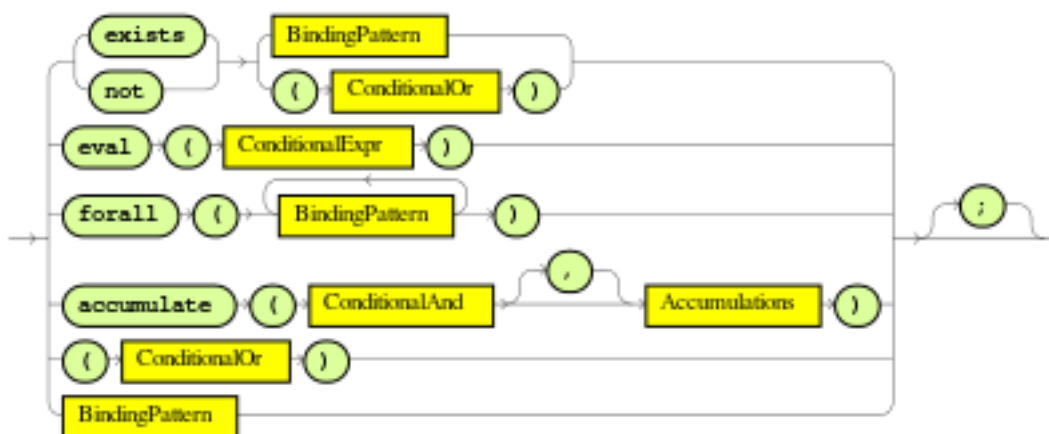 exists BindingPattern
not ( ConditionalOr )
eval ( ConditionalExpr )
forall ( BindingPattern ) ;
accumulate ( ConditionalAnd , Accumulations )
( ConditionalOr )
BindingPattern